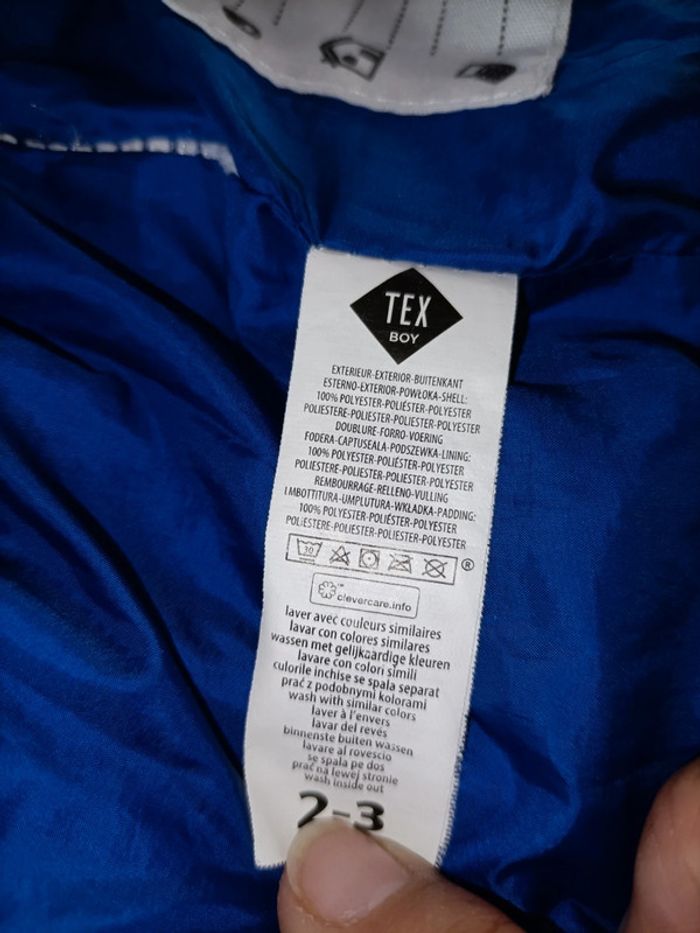 TEX
BOY
EXTERIEUR-EXTERIOR-BUITENKANT
ESTERNO-EXTERIOR-POWŁOKA-SHELL:
100% POLYESTER-POLIÉSTER-POLYESTER
POLIESTERE-POLIESTER-POLIESTER-POLYESTER
DOUBLURE-FORRO-VOERING
FODERA-CAPTUSEALA-PODSZEWKA-LINING:
100% POLYESTER-POLIÉSTER-POLYESTER
POLIESTERE-POLIESTER-POLIESTER-POLYESTER
REMBOURRAGE-RELLENO-VULLING
IMBOTTITURA-UMPLUTURA-WKŁADKA-PADDING:
100% POLYESTER-POLIÉSTER-POLYESTER
POLIESTERE-POLIESTER-POLIESTER-POLYESTER
30 ®
clevercare.info
laver avec couleurs similaires
lavar con colores similares
wassen met gelijkaardige kleuren
lavare con colori simili
culorile inchise se spala separat
prać z podobnymi kolorami
wash with similar colors
laver à l'envers
lavar del revés
binnenste buiten wassen
lavare al rovescio
se spala pe dos
prać na lewej stronie
wash inside out
2-3